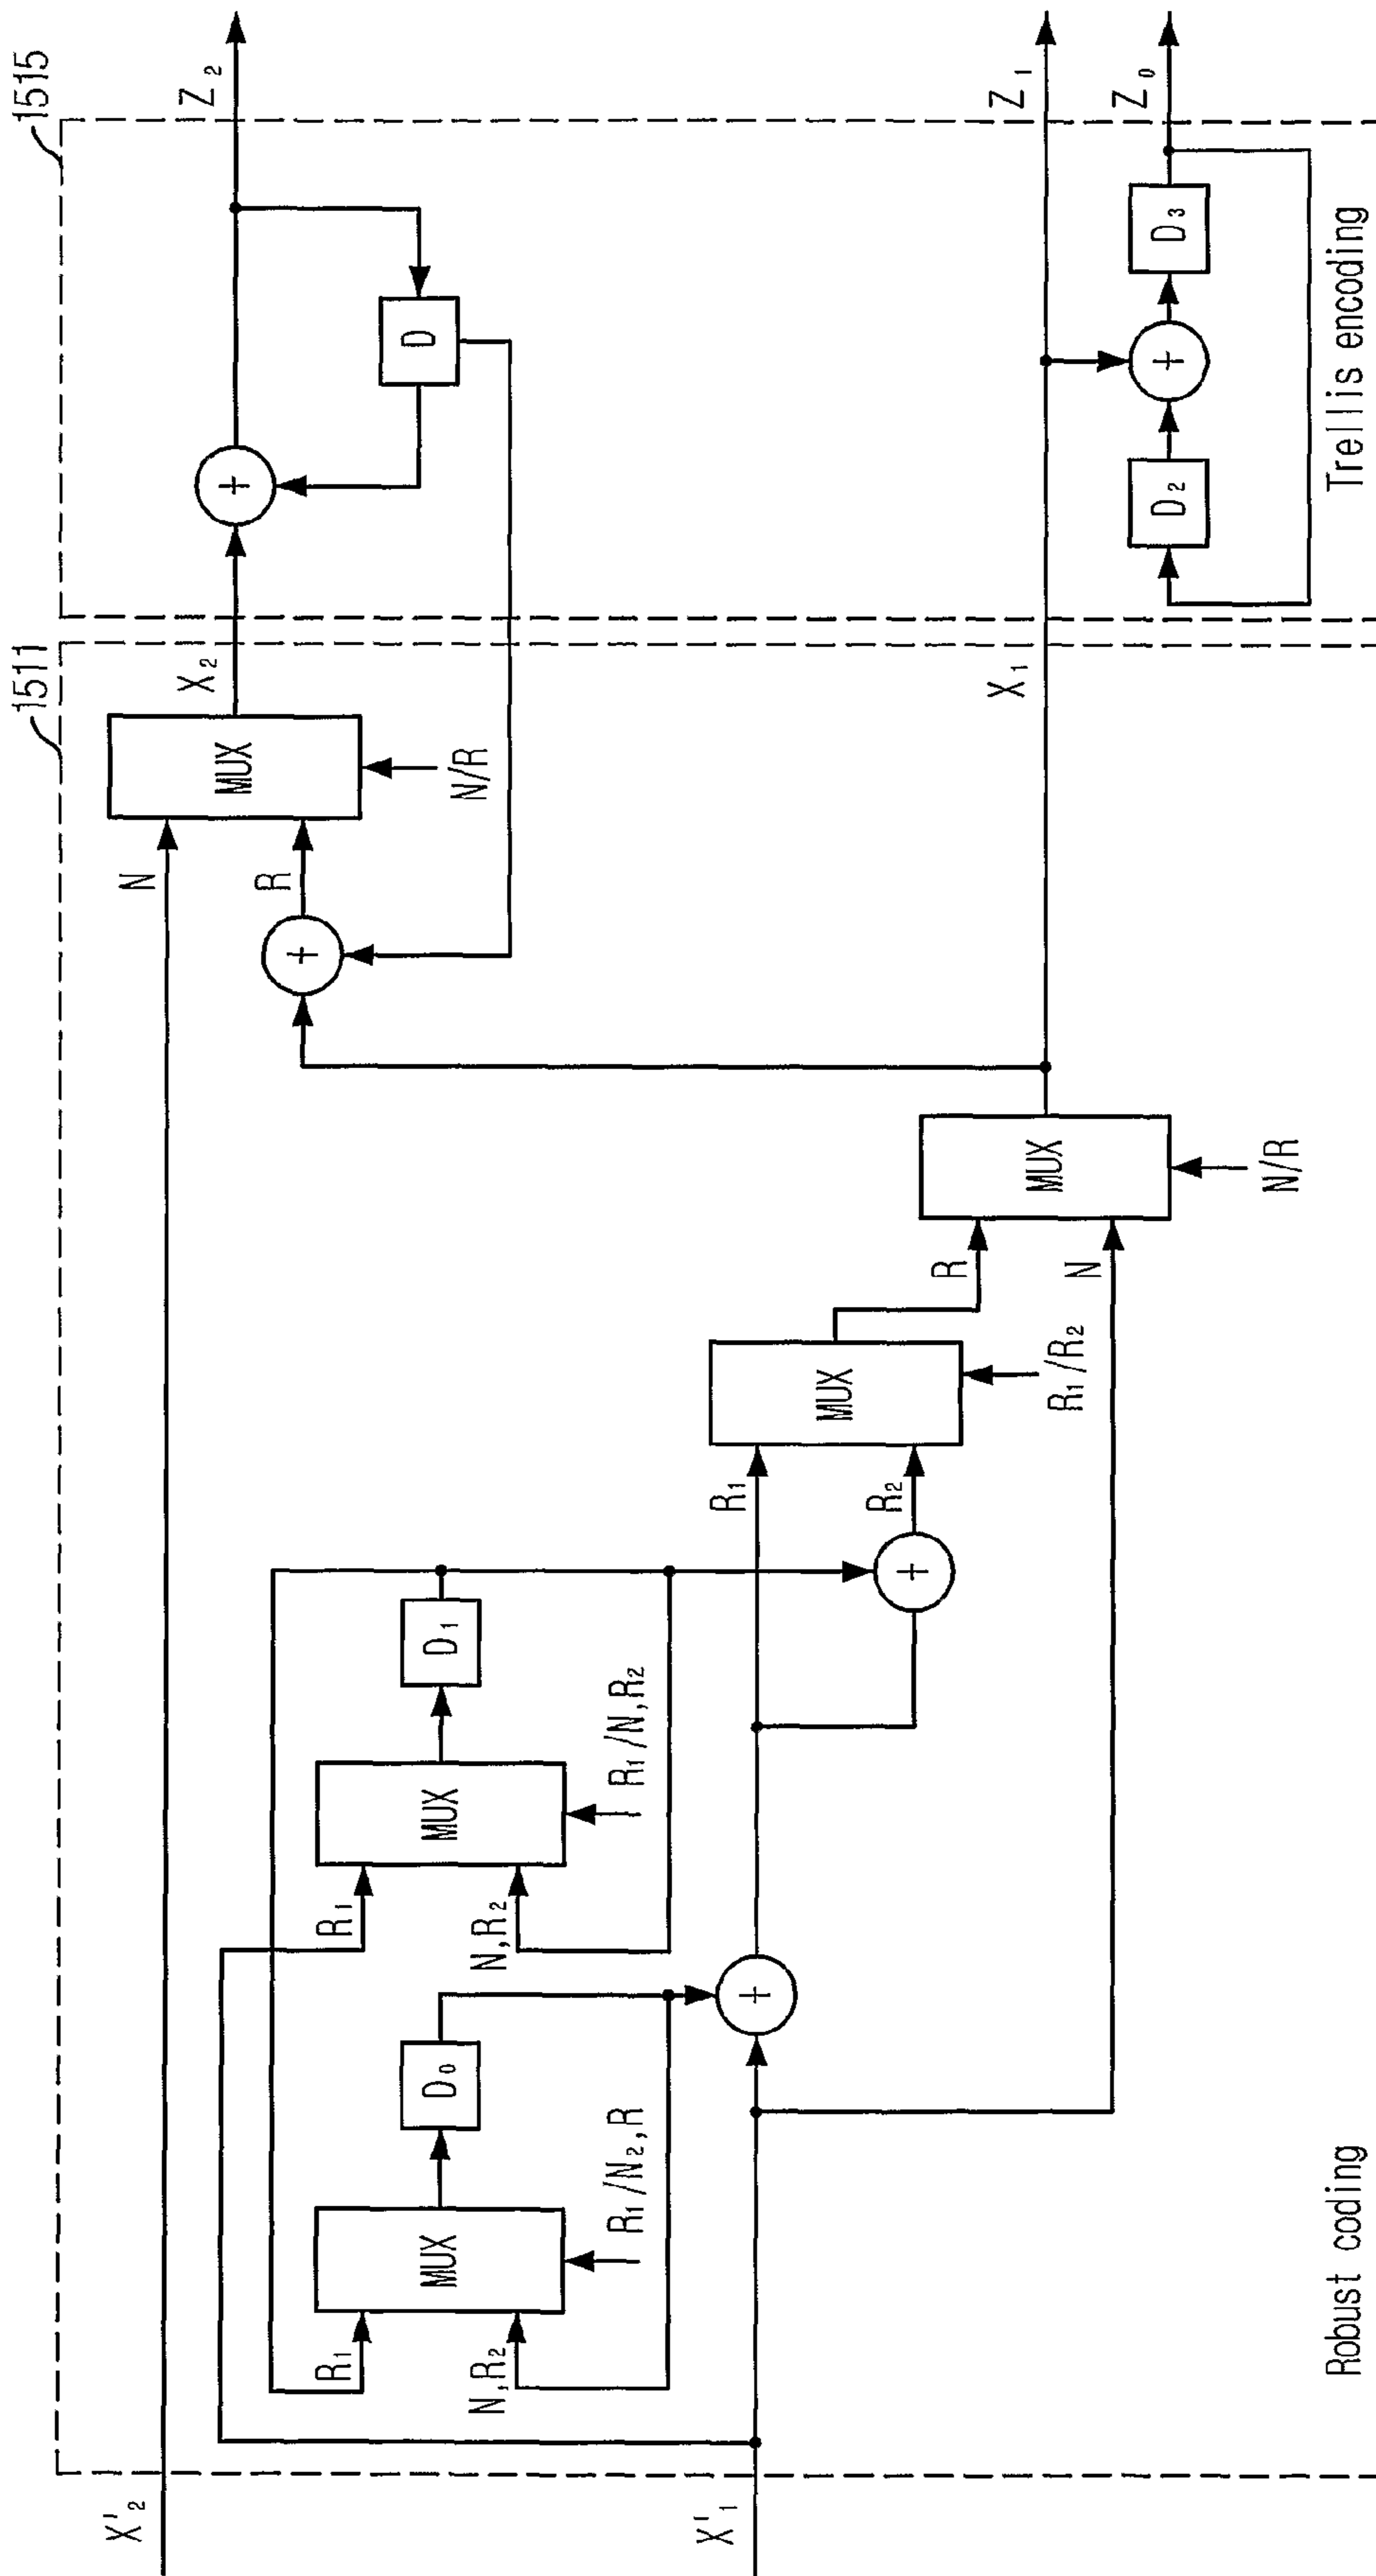 1511
1515
X'2
N
MUX
X2
Z2
R
N/R
D
R1
MUX
D1
R1
MUX
D0
N,R2
N,R2
R1/N,R2
R1/N2,R
X'1
R1
MUX
R2
R1/R2
R
MUX
N
N/R
X1
Z1
D2
D3
Z0
Robust coding
Trellis encoding
+
+
+
+
+